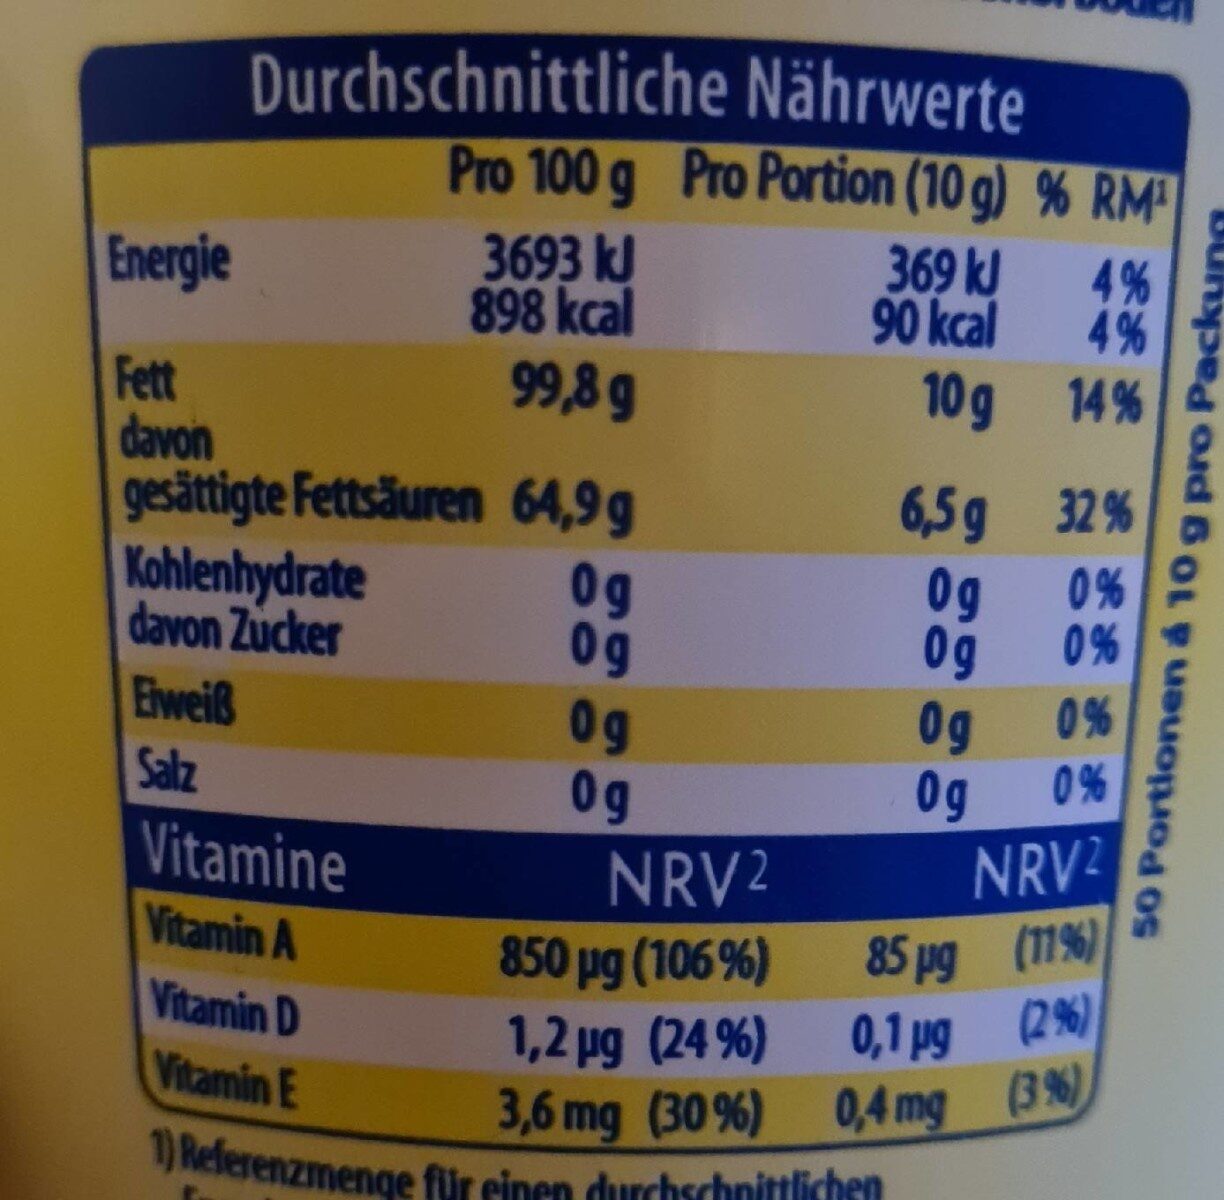 Durchschnittliche Nährwerte
Pro 100 g Pro Portion (10 g) % RM¹
Energie 3693 kJ 369 kJ 4 %
898 kcal 90 kcal 4 %
Fett 99,8 g 10 g 14 %
davon
gesättigte Fettsäuren 64,9 g 6,5 g 32 %
Kohlenhydrate 0 g 0 g 0 %
davon Zucker 0 g 0 g 0 %
Eiweiß 0 g 0 g 0 %
Salz 0 g 0 g 0 %
Vitamine NRV² NRV²
Vitamin A 850 µg (106 %) 85 µg (11 %)
Vitamin D 1,2 µg (24 %) 0,1 µg (2 %)
Vitamin E 3,6 mg (30 %) 0,4 mg (3 %)
1) Referenzmenge für einen durchschnittlichen
50 Portionen á 10 g pro Packung